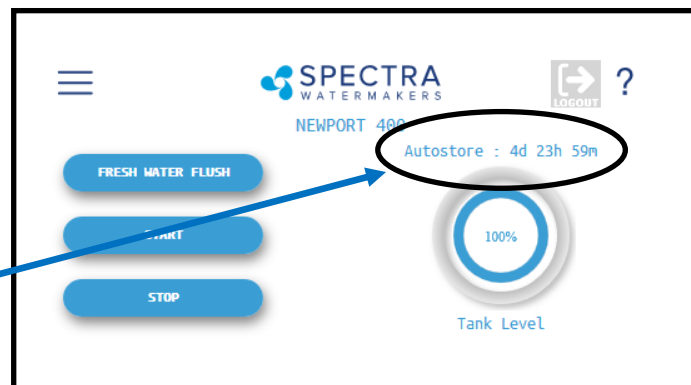 SPECTRA
WATERMAKERS
LOGOUT
?
NEWPORT 400
Autostore : 4d 23h 59m
FRESH WATER FLUSH
START
100%
STOP
Tank Level